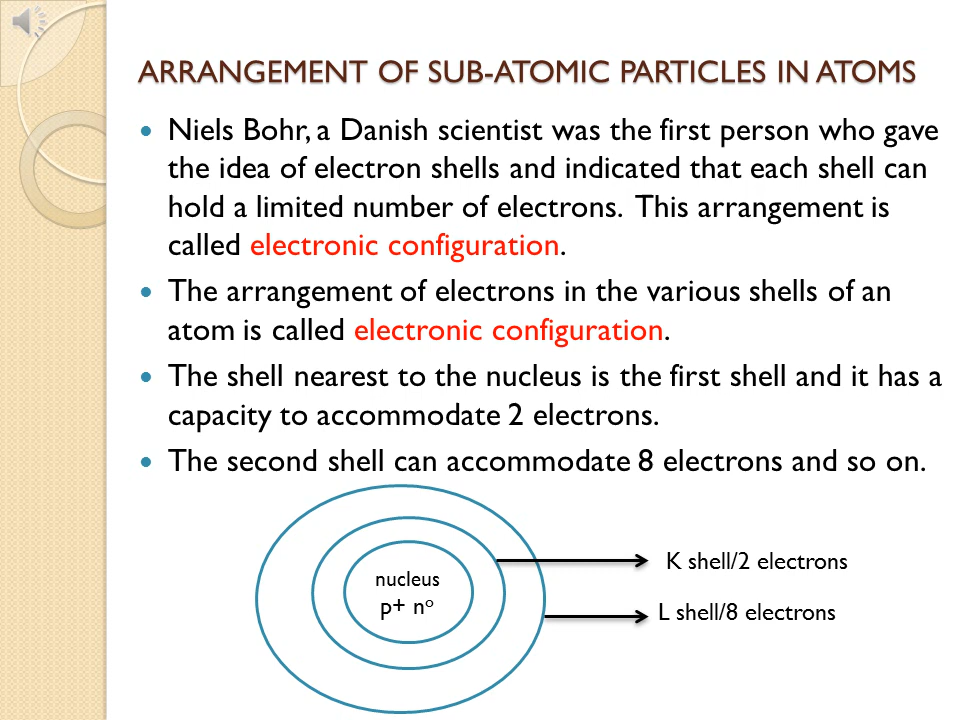 ARRANGEMENT OF SUB-ATOMIC PARTICLES IN ATOMS
• Niels Bohr, a Danish scientist was the first person who gave
the idea of electron shells and indicated that each shell can
hold a limited number of electrons. This arrangement is
called electronic configuration.
• The arrangement of electrons in the various shells of an
atom is called electronic configuration.
• The shell nearest to the nucleus is the first shell and it has a
capacity to accommodate 2 electrons.
• The second shell can accommodate 8 electrons and so on.
nucleus
p+ nº
K shell/2 electrons
L shell/8 electrons